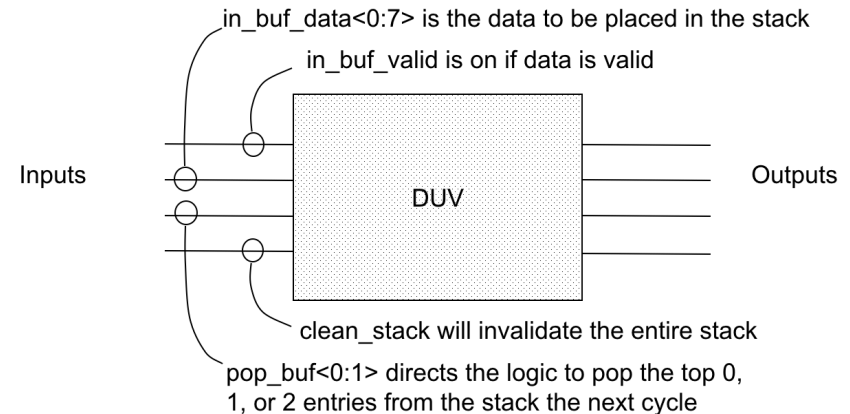 in_buf_data<0:7> is the data to be placed in the stack
in_buf_valid is on if data is valid
Inputs
DUV
Outputs
clean_stack will invalidate the entire stack
pop_buf<0:1> directs the logic to pop the top 0,
1, or 2 entries from the stack the next cycle